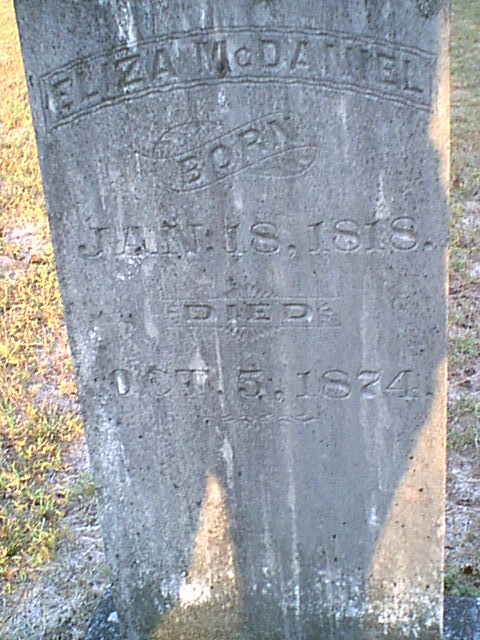 ELIZA McDANIEL
BORN
JAN. 18, 1818.
DIED
OCT. 5, 1874.